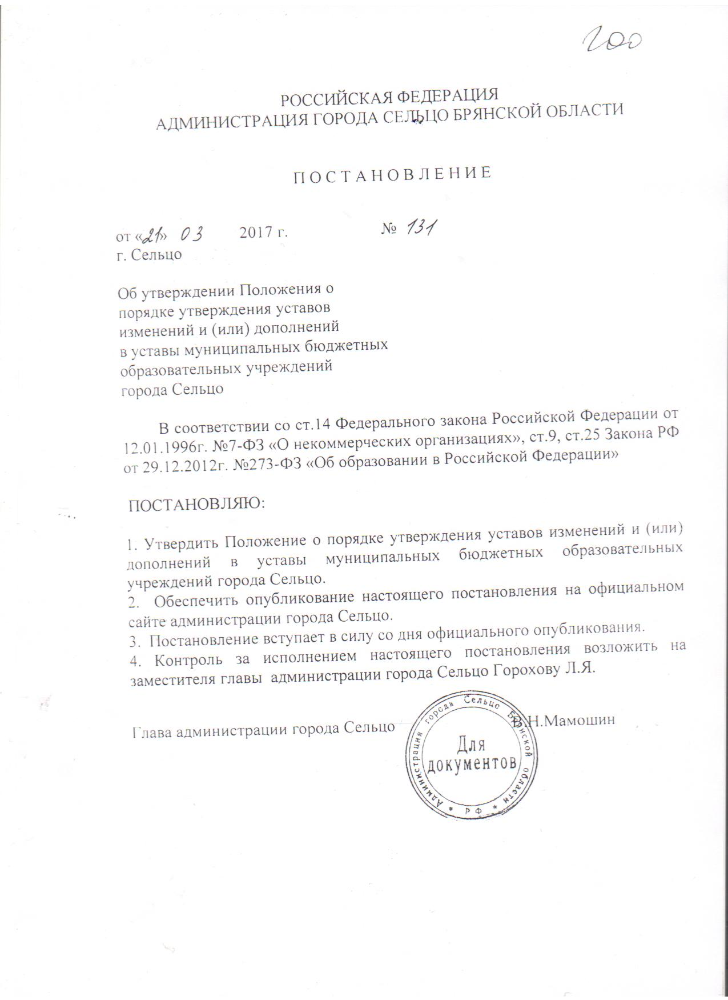 200
РОССИЙСКАЯ ФЕДЕРАЦИЯ
АДМИНИСТРАЦИЯ ГОРОДА СЕЛЬЦО БРЯНСКОЙ ОБЛАСТИ
П О С Т А Н О В Л Е Н И Е
от «21» 03 2017 г. № 131
г. Сельцо
Об утверждении Положения о
порядке утверждения уставов
изменений и (или) дополнений
в уставы муниципальных бюджетных
образовательных учреждений
города Сельцо
В соответствии со ст.14 Федерального закона Российской Федерации от
12.01.1996г. №7-ФЗ «О некоммерческих организациях», ст.9, ст.25 Закона РФ
от 29.12.2012г. №273-ФЗ «Об образовании в Российской Федерации»
ПОСТАНОВЛЯЮ:
1. Утвердить Положение о порядке утверждения уставов изменений и (или)
дополнений в уставы муниципальных бюджетных образовательных
учреждений города Сельцо.
2. Обеспечить опубликование настоящего постановления на официальном
сайте администрации города Сельцо.
3. Постановление вступает в силу со дня официального опубликования.
4. Контроль за исполнением настоящего постановления возложить на
заместителя главы администрации города Сельцо Горохову Л.Я.
Глава администрации города Сельцо В.Н.Мамошин
Администрация города Сельцо Брянской области * РФ *
Для
документов